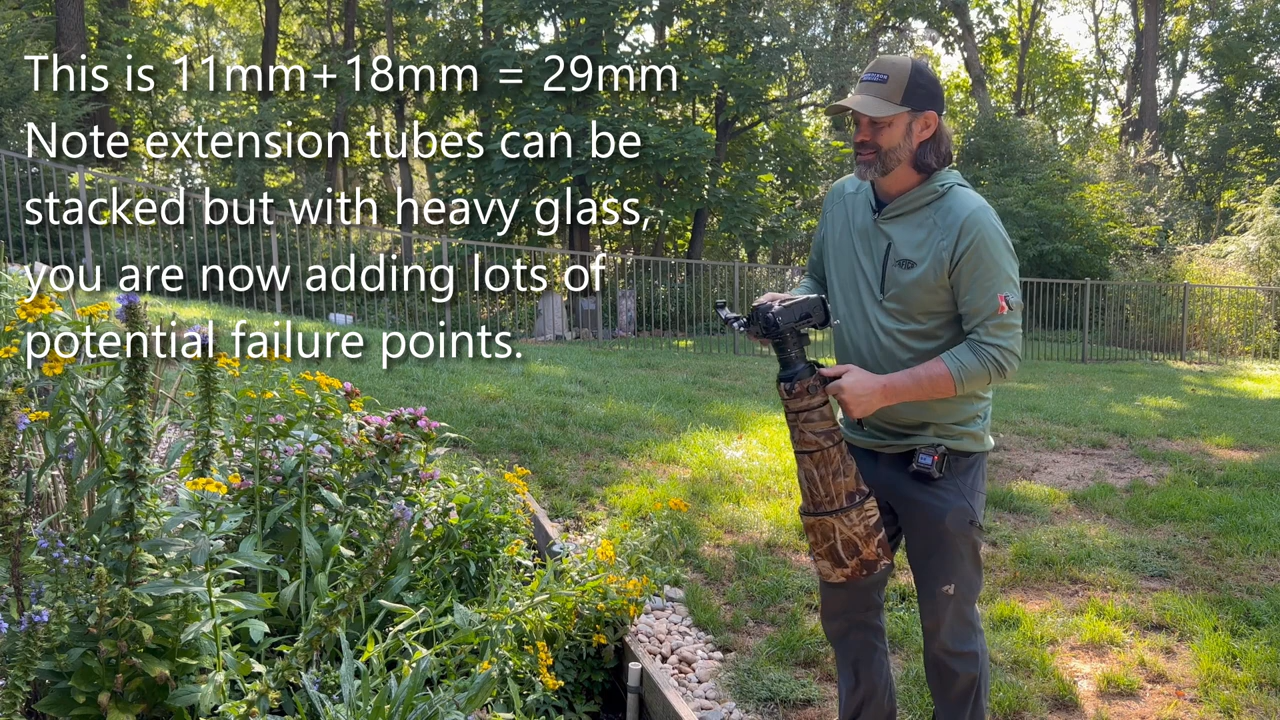 This is 11mm+18mm = 29mm
Note extension tubes can be
stacked but with heavy glass,
you are now adding lots of
potential failure points.
AFTCO